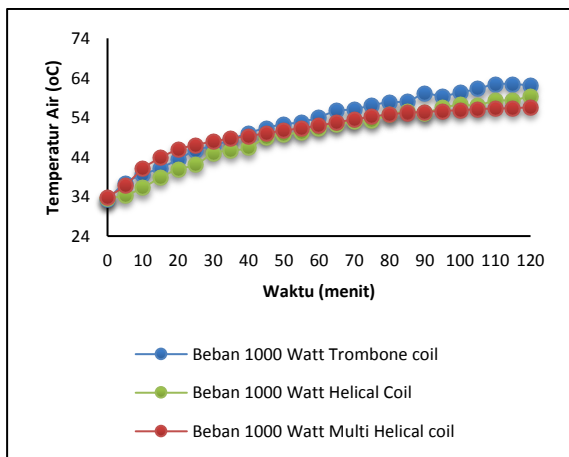 74
64
54
44
34
24
Temperatur Air (oC)
0 10 20 30 40 50 60 70 80 90 100 110 120
Waktu (menit)
Beban 1000 Watt Trombone coil
Beban 1000 Watt Helical Coil
Beban 1000 Watt Multi Helical coil